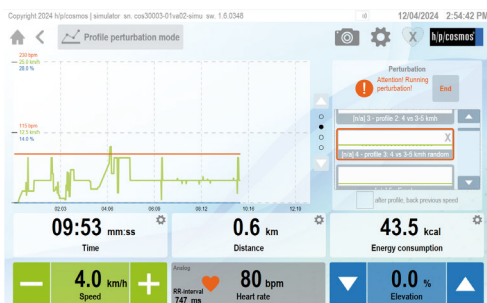 Copyright 2024 h/p/cosmos | simulator sn. cos30003-01va02-simu sw. 1.6.0348
12/04/2024 2:54:42 PM
Profile perturbation mode
X
h/p/cosmos
230 bpm
25.0 km/h
28.0 %
115 bpm
12.5 km/h
14.0 %
02:03 04:06 06:09 08:12 10:16 12:19
Perturbation
Attention! Running
perturbation!
End
[n/a] 3 - profile 2: 4 vs 3-5 kmh
X
[n/a] 4 - profile 3: 4 vs 3-5 kmh random
after profile, back previous speed
09:53 mm:ss
Time
0.6 km
Distance
43.5 kcal
Energy consumption
4.0 km/h
Speed
Analog
RR-interval
747 ms
80 bpm
Heart rate
0.0 %
Elevation